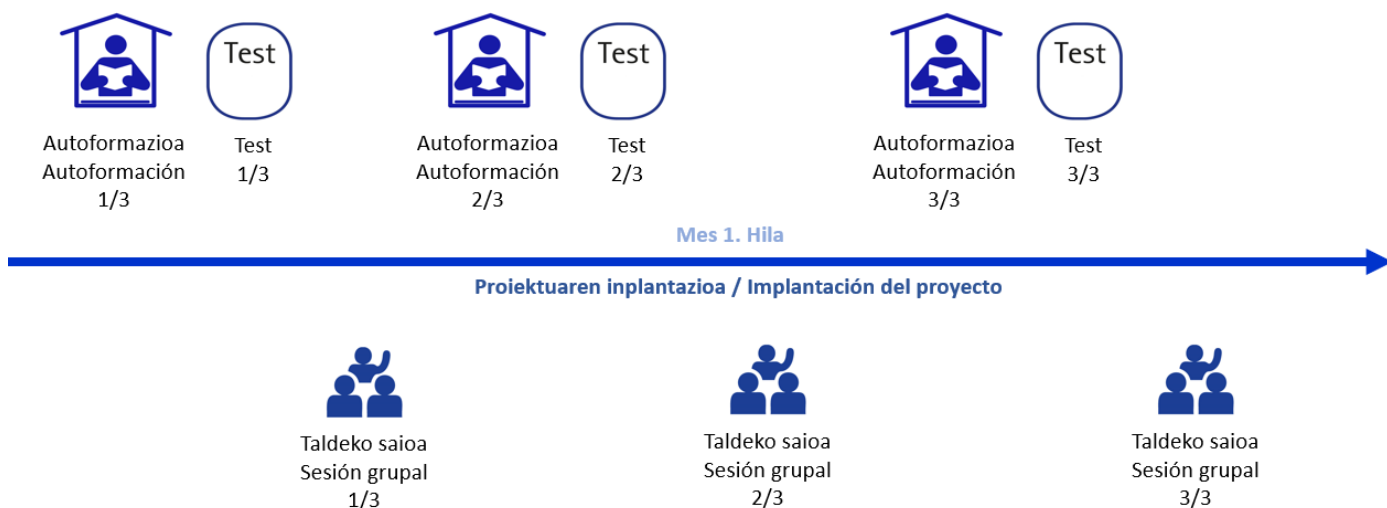 Test
Test
Test
Autoformazioa
Autoformación
1/3
Test
1/3
Autoformazioa
Autoformación
2/3
Test
2/3
Autoformazioa
Autoformación
3/3
Test
3/3
Mes 1. Hila
Proiektuaren inplantazioa / Implantación del proyecto
Taldeko saioa
Sesión grupal
1/3
Taldeko saioa
Sesión grupal
2/3
Taldeko saioa
Sesión grupal
3/3